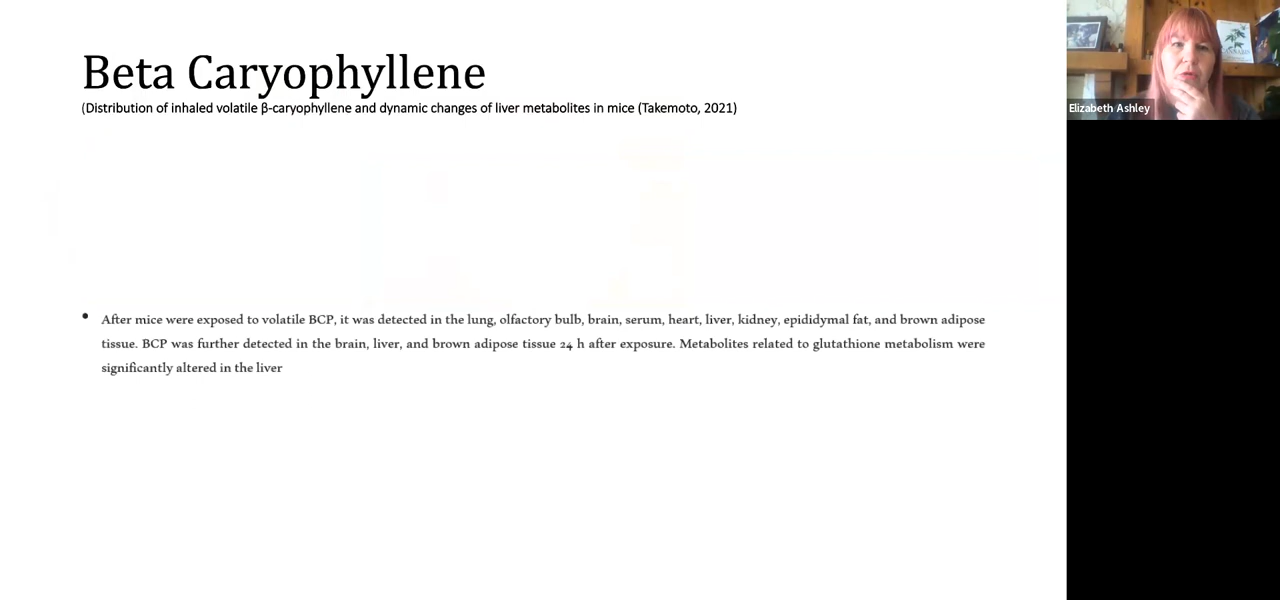 Beta Caryophyllene
(Distribution of inhaled volatile β-caryophyllene and dynamic changes of liver metabolites in mice (Takemoto, 2021)
Elizabeth Ashley
• After mice were exposed to volatile BCP, it was detected in the lung, olfactory bulb, brain, serum, heart, liver, kidney, epididymal fat, and brown adipose
tissue. BCP was further detected in the brain, liver, and brown adipose tissue 24 h after exposure. Metabolites related to glutathione metabolism were
significantly altered in the liver